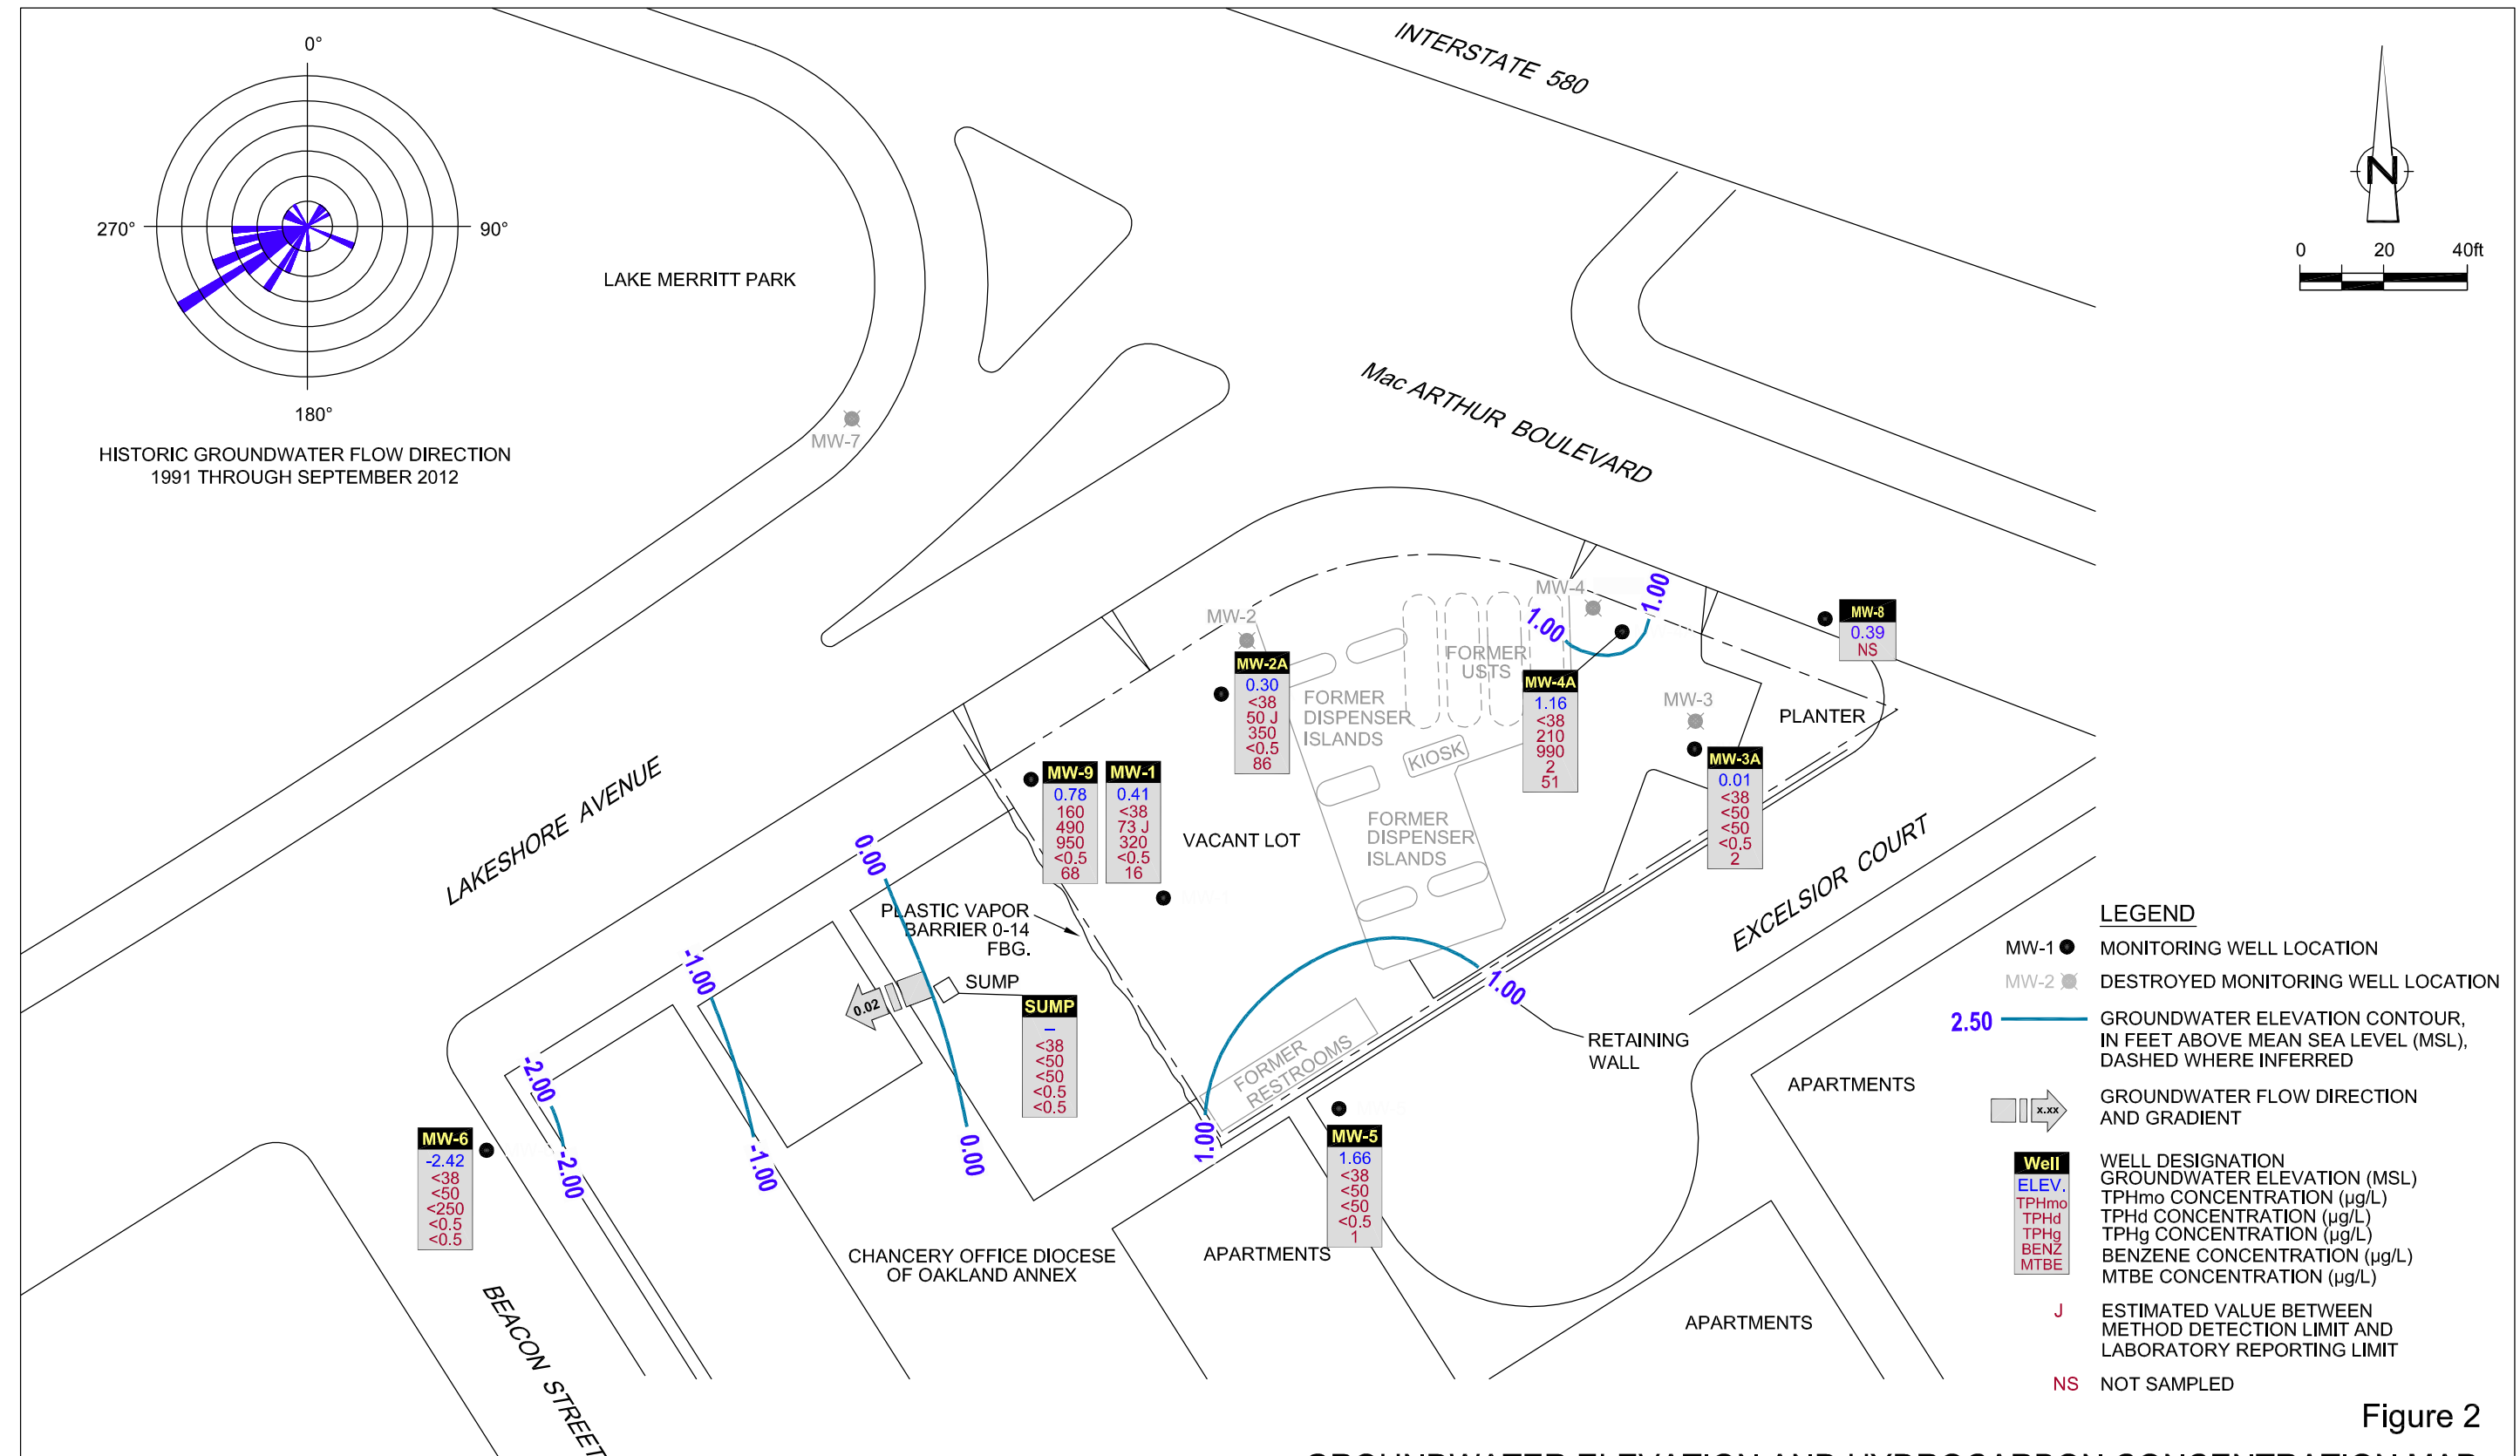 0°
270°
90°
180°
HISTORIC GROUNDWATER FLOW DIRECTION
1991 THROUGH SEPTEMBER 2012
LAKE MERRITT PARK
MW-7
INTERSTATE 580
N
0 20 40ft
Mac ARTHUR BOULEVARD
MW-4
1.00
1.00
MW-2
MW-8
0.39
NS
FORMER
USTS
MW-2A
0.30
<38
50 J
350
<0.5
86
FORMER
DISPENSER
ISLANDS
MW-4A
1.16
<38
210
990
2
51
MW-3
PLANTER
KIOSK
MW-3A
0.01
<38
<50
<50
<0.5
2
MW-9
0.78
160
490
950
<0.5
68
MW-1
0.41
<38
73 J
320
<0.5
16
VACANT LOT
FORMER
DISPENSER
ISLANDS
LAKESHORE AVENUE
EXCELSIOR COURT
0.00
PLASTIC VAPOR
BARRIER 0-14
FBG.
-1.00
SUMP
0.02
SUMP
–
<38
<50
<50
<0.5
<0.5
1.00
RETAINING
WALL
FORMER
RESTROOMS
-2.00
MW-6
-2.42
<38
<50
<250
<0.5
<0.5
-2.00
-1.00
0.00
1.00
MW-5
1.66
<38
<50
<50
<0.5
1
APARTMENTS
CHANCERY OFFICE DIOCESE
OF OAKLAND ANNEX
APARTMENTS
APARTMENTS
BEACON STREET
LEGEND
MW-1 MONITORING WELL LOCATION
MW-2 DESTROYED MONITORING WELL LOCATION
2.50 GROUNDWATER ELEVATION CONTOUR,
IN FEET ABOVE MEAN SEA LEVEL (MSL),
DASHED WHERE INFERRED
x.xx GROUNDWATER FLOW DIRECTION
AND GRADIENT
Well WELL DESIGNATION
ELEV. GROUNDWATER ELEVATION (MSL)
TPHmo TPHmo CONCENTRATION (µg/L)
TPHd TPHd CONCENTRATION (µg/L)
TPHg TPHg CONCENTRATION (µg/L)
BENZ BENZENE CONCENTRATION (µg/L)
MTBE MTBE CONCENTRATION (µg/L)
J ESTIMATED VALUE BETWEEN
METHOD DETECTION LIMIT AND
LABORATORY REPORTING LIMIT
NS NOT SAMPLED
Figure 2
GROUNDWATER ELEVATION AND HYDROCARBON CONCENTRATION MAP